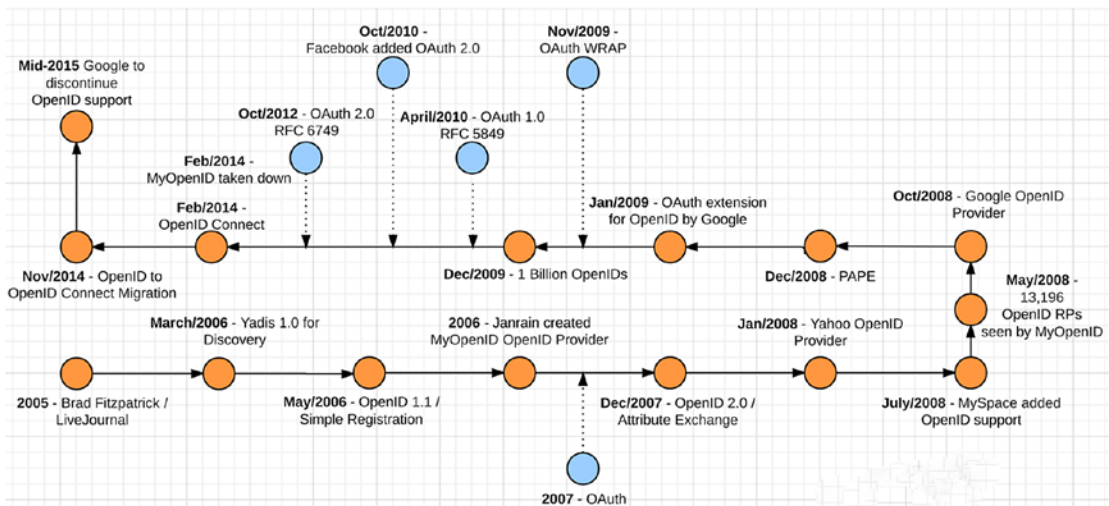 Oct/2010 -
Facebook added OAuth 2.0
Nov/2009 -
OAuth WRAP
Mid-2015 Google to
discontinue
OpenID support
Oct/2012 - OAuth 2.0
RFC 6749
April/2010 - OAuth 1.0
RFC 5849
Feb/2014 -
MyOpenID taken down
Feb/2014 -
OpenID Connect
Jan/2009 - OAuth extension
for OpenID by Google
Oct/2008 - Google OpenID
Provider
Nov/2014 - OpenID to
OpenID Connect Migration
Dec/2009 - 1 Billion OpenIDs
Dec/2008 - PAPE
May/2008 -
13,196
OpenID RPs
seen by MyOpenID
March/2006 - Yadis 1.0 for
Discovery
2006 - Janrain created
MyOpenID OpenID Provider
Jan/2008 - Yahoo OpenID
Provider
2005 - Brad Fitzpatrick /
LiveJournal
May/2006 - OpenID 1.1 /
Simple Registration
Dec/2007 - OpenID 2.0 /
Attribute Exchange
July/2008 - MySpace added
OpenID support
2007 - OAuth